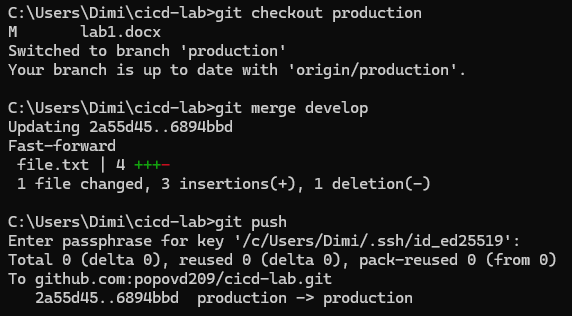 C:\Users\Dimi\cicd-lab>git checkout production
M       lab1.docx
Switched to branch 'production'
Your branch is up to date with 'origin/production'.
C:\Users\Dimi\cicd-lab>git merge develop
Updating 2a55d45..6894bbd
Fast-forward
 file.txt | 4 +++-
 1 file changed, 3 insertions(+), 1 deletion(-)
C:\Users\Dimi\cicd-lab>git push
Enter passphrase for key '/c/Users/Dimi/.ssh/id_ed25519':
Total 0 (delta 0), reused 0 (delta 0), pack-reused 0 (from 0)
To github.com:popovd209/cicd-lab.git
   2a55d45..6894bbd  production -> production